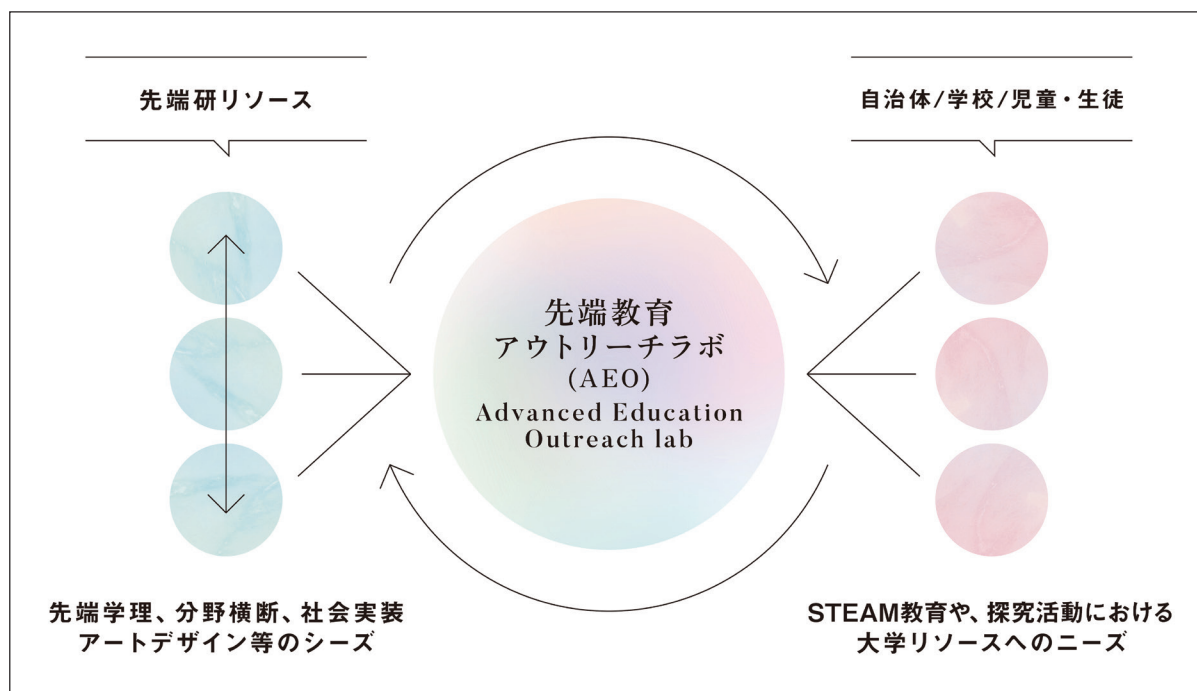 先端研リソース
自治体/学校/児童・生徒
先端教育
アウトリーチラボ
(AEO)
Advanced Education
Outreach lab
先端学理、分野横断、社会実装
アートデザイン等のシーズ
STEAM教育や、探究活動における
大学リソースへのニーズ